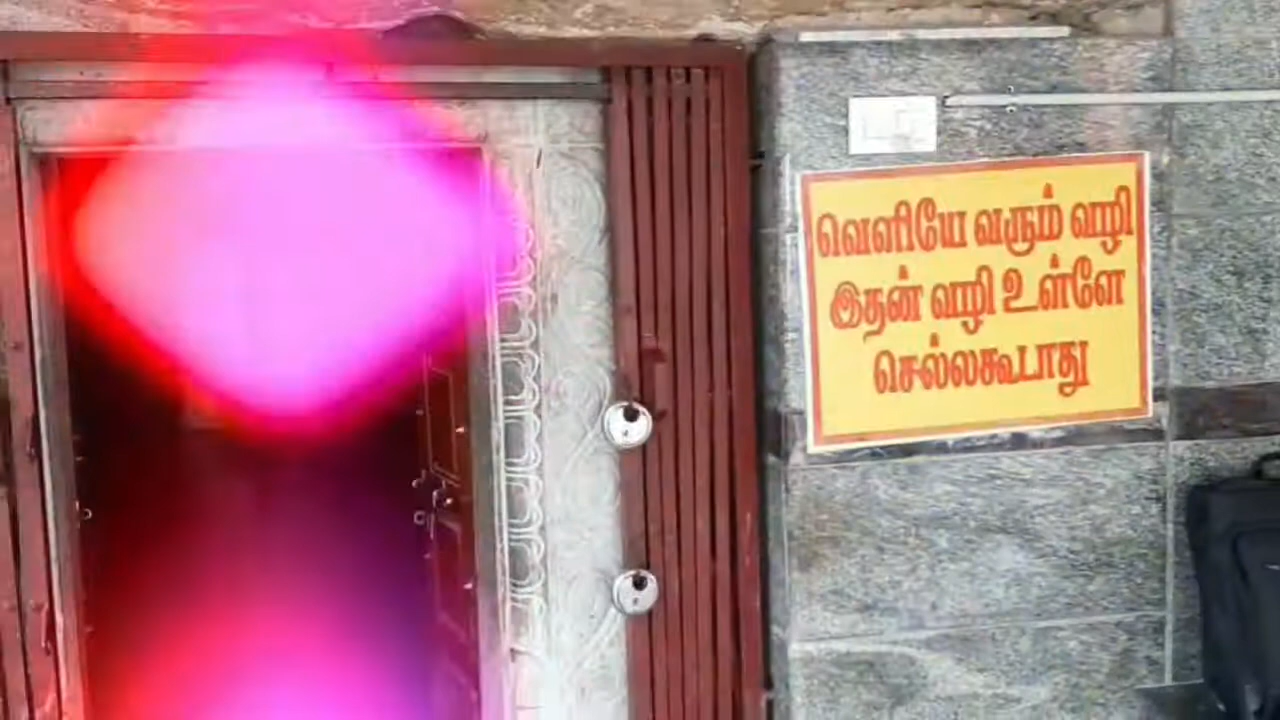 வெளியே வரும் வழி
இதன் வழி உள்ளே
செல்லகூடாது